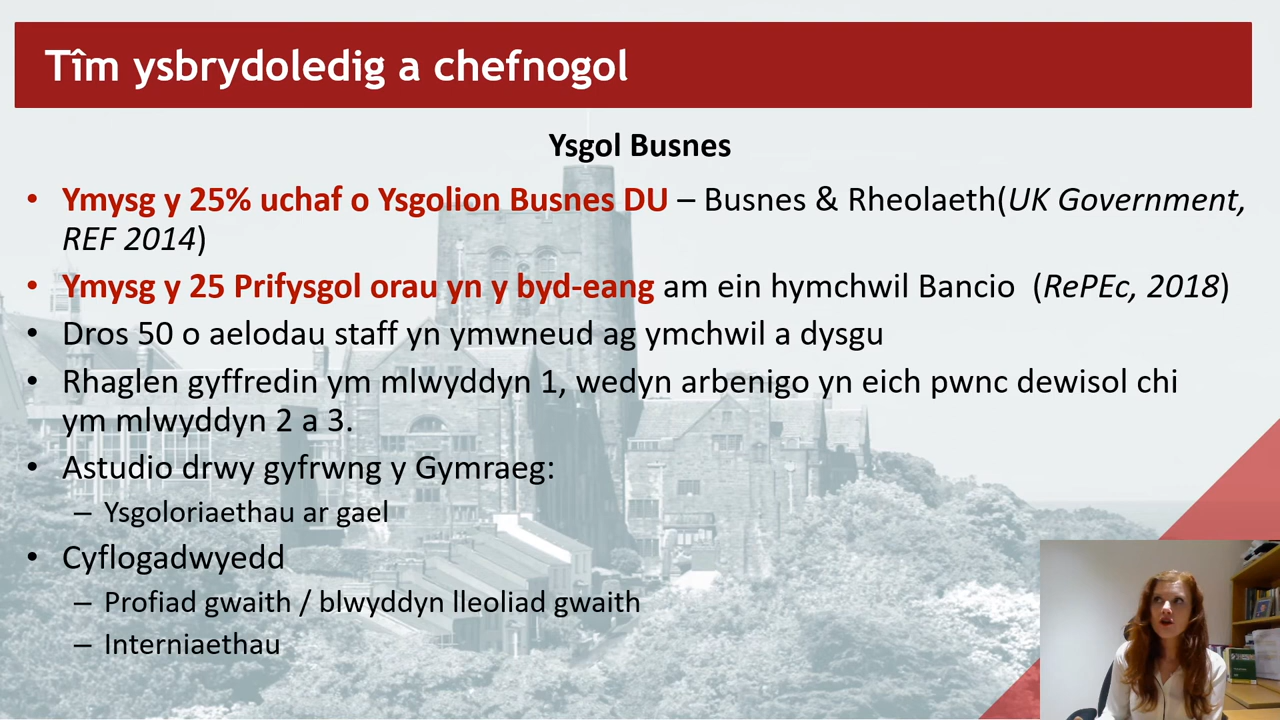 Tîm ysbrydoledig a chefnogol
Ysgol Busnes
• Ymysg y 25% uchaf o Ysgolion Busnes DU – Busnes & Rheolaeth(UK Government,
REF 2014)
• Ymysg y 25 Prifysgol orau yn y byd-eang am ein hymchwil Bancio (RePEc, 2018)
• Dros 50 o aelodau staff yn ymwneud ag ymchwil a dysgu
• Rhaglen gyffredin ym mlwyddyn 1, wedyn arbenigo yn eich pwnc dewisol chi
ym mlwyddyn 2 a 3.
• Astudio drwy gyfrwng y Gymraeg:
– Ysgoloriaethau ar gael
• Cyflogadwyedd
– Profiad gwaith / blwyddyn lleoliad gwaith
– Interniaethau